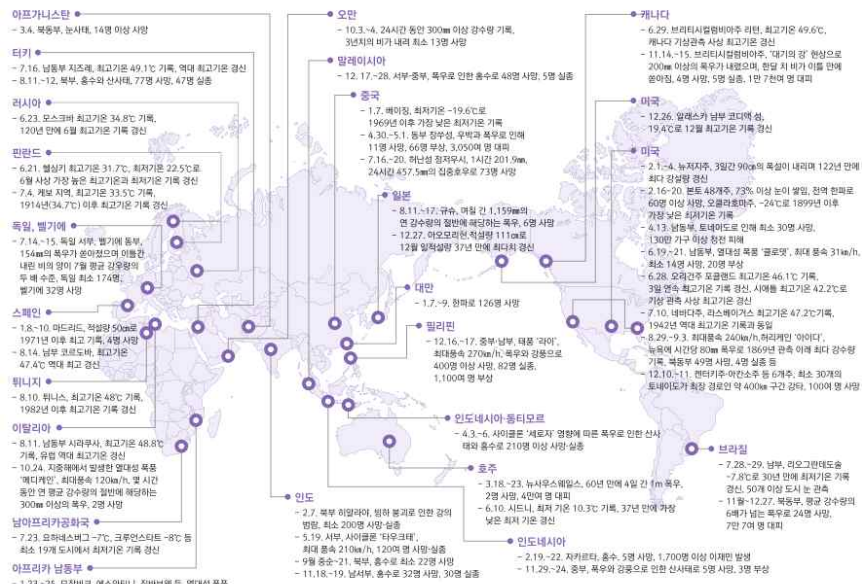 아프가니스탄
- 3.4. 북동부, 눈사태, 14명 이상 사망
터키
- 7.16. 남동부 지즈레, 최고기온 49.1℃ 기록, 역대 최고기온 경신
- 8.11.~12. 북부, 홍수와 산사태, 77명 사망, 47명 실종
러시아
- 6.23. 모스크바 최고기온 34.8℃ 기록,
120년 만에 6월 최고기온 기록 경신
핀란드
- 6.21. 헬싱키 최고기온 31.7℃, 최저기온 22.5℃로
6월 사상 가장 높은 최고기온과 최저기온 기록 경신
- 7.4. 케보 지역, 최고기온 33.5℃ 기록,
1914년(34.7℃) 이후 최고기온 기록 경신
독일, 벨기에
- 7.14.~15. 독일 서부, 벨기에 동부,
154㎜의 폭우가 쏟아졌으며 이틀간
내린 비의 양이 7월 평균 강우량의
두 배 수준, 독일 최소 174명,
벨기에 32명 사망
스페인
- 1.8.~10. 마드리드, 적설량 50㎝로
1971년 이후 최고 기록, 4명 사망
- 8.14. 남부 코르도바, 최고기온
47.4℃ 역대 최고 경신
튀니지
- 8.10. 튀니스, 최고기온 48℃ 기록,
1982년 이후 최고기온 기록 경신
이탈리아
- 8.11. 남동부 시라쿠사, 최고기온 48.8℃
기록, 유럽 역대 최고기온 경신
- 10.24. 지중해에서 발생한 열대성 폭풍
'메디케인', 최대풍속 120㎞/h, 몇 시간
동안 연 평균 강수량의 절반에 해당하는
300㎜ 이상의 폭우, 2명 사망
남아프리카공화국
- 7.23. 요하네스버그 -7℃, 크루언스타트 -8℃ 등
최소 19개 도시에서 최저기온 기록 경신
아프리카 남동부
- 1.23.~25. 모잠비크, 에스와티니, 짐바브웨 등, 열대성 폭풍
오만
- 10.3.~4. 24시간 동안 300㎜ 이상 강수량 기록,
3년치의 비가 내려 최소 13명 사망
말레이시아
- 12. 17.~28. 서부·중부, 폭우로 인한 홍수로 48명 사망, 5명 실종
중국
- 1.7. 베이징, 최저기온 -19.6℃로
1969년 이후 가장 낮은 최저기온 기록
- 4.30.~5.1. 동부 장쑤성, 우박과 폭우로 인해
11명 사망, 66명 부상, 3,050여 명 대피
- 7.16.~20. 허난성 정저우시, 1시간 201.9㎜,
24시간 457.5㎜의 집중호우로 73명 사망
일본
- 8.11.~17. 규슈, 며칠 간 1,159㎜의
연 강수량의 절반에 해당하는 폭우, 6명 사망
- 12.27. 아오모리현,적설량 111㎝로
12월 일적설량 37년 만에 최다치 경신
대만
- 1.7.~9. 한파로 126명 사망
필리핀
- 12.16.~17. 중부·남부, 태풍 '라이',
최대풍속 270㎞/h, 폭우와 강풍으로
400명 이상 사망, 82명 실종,
1,100여 명 부상
인도네시아·동티모르
- 4.3.~6. 사이클론 '세로자' 영향에 따른 폭우로 인한 산사
태와 홍수로 210명 이상 사망·실종
호주
- 3.18.~23. 뉴사우스웨일스, 60년 만에 4일 간 1m 폭우,
2명 사망, 4만여 명 대피
- 6.10. 시드니, 최저 기온 10.3℃ 기록, 37년 만에 가장
낮은 최저 기온 경신
인도
- 2.7. 북부 히말라야, 빙하 붕괴로 인한 강의
범람, 최소 200명 사망·실종
- 5.19. 서부, 사이클론 '타우크태',
최대 풍속 210㎞/h, 120여 명 사망·실종
- 9월 중순~21. 북부, 홍수로 최소 22명 사망
- 11.18.~19. 남서부, 홍수로 32명 사망, 30명 실종
인도네시아
- 2.19.~22. 자카르타, 홍수, 5명 사망, 1,700명 이상 이재민 발생
- 11.29.~24. 중부, 폭우와 강풍으로 인한 산사태로 5명 사망, 3명 부상
캐나다
- 6.29. 브리티시컬럼비아주 리턴, 최고기온 49.6℃,
캐나다 기상관측 사상 최고기온 경신
- 11.14.~15. 브리티시컬럼비아주, '대기의 강' 현상으로
200㎜ 이상의 폭우가 내렸으며, 한달 치 비가 이틀 만에
쏟아짐, 4명 사망, 5명 실종, 1만 7천여 명 대피
미국
- 12.26. 알래스카 남부 코디액 섬,
19.4℃로 12월 최고기온 기록 경신
미국
- 2.1.~4. 뉴저지주, 3일간 90㎝의 폭설이 내리며 122년 만에
최다 강설량 경신
- 2.16~20. 본토 48개주, 73% 이상 눈이 쌓임, 전역 한파로
60명 이상 사망, 오클라호마주, -24℃로 1899년 이후
가장 낮은 최저기온 기록
- 4.13. 남동부, 토네이도로 인해 최소 30명 사망,
130만 가구 이상 정전 피해
- 6.19.~21. 남동부, 열대성 폭풍 '클로뎃', 최대 풍속 31㎞/h,
최소 14명 사망, 20명 부상
- 6.28. 오리건주 포클랜드 최고기온 46.1℃ 기록,
3일 연속 최고기온 기록 경신, 시애틀 최고기온 42.2℃로
기상 관측 사상 최고기온 경신
- 7.10. 네바다주, 라스베이거스 최고기온 47.2℃기록,
1942년 역대 최고기온 기록과 동일
- 8.29.~9.3. 최대풍속 240㎞/h,허리케인 '아이다',
뉴욕에 시간당 80㎜ 폭우로 1869년 관측 아래 최다 강수량
기록, 북동부 49명 사망, 4명 실종 등
- 12.10.~11. 켄터키주·아칸소주 등 6개주, 최소 30개의
토네이도가 최장 경로인 약 400㎞ 구간 강타, 100여 명 사망
브라질
- 7.28.~29. 남부, 리오그란데도술
-7.8℃로 30년 만에 최저기온 기록
경신, 50개 이상 도시 눈 관측
- 11월~12.27. 북동부, 평균 강수량의
6배가 넘는 폭우로 24명 사망,
7만 7여 명 대피